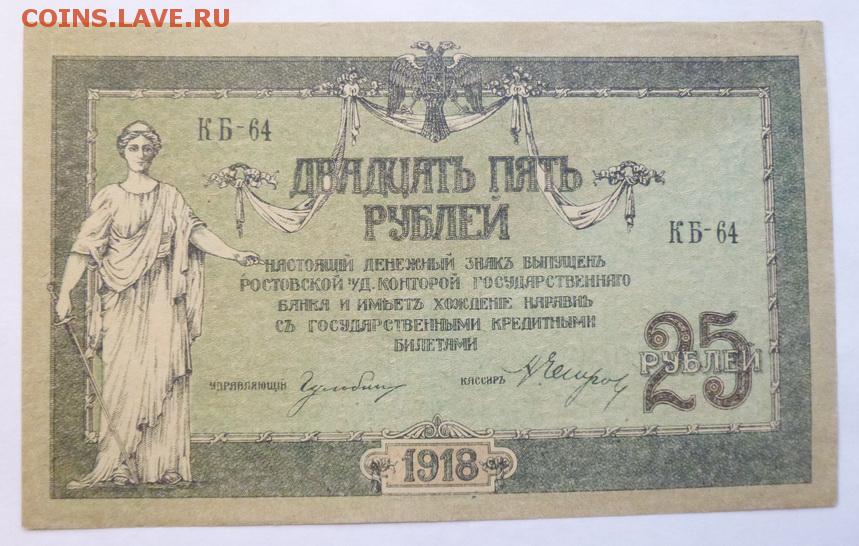 COINS.LAVE.RU
КБ-64
ДВАДЦАТЬ ПЯТЬ
РУБЛЕЙ
КБ-64
НАСТОЯЩІЙ ДЕНЕЖНЫЙ ЗНАКЪ ВЫПУЩЕНЪ
РОСТОВСКОЙ Н/Д. КОНТОРОЙ ГОСУДАРСТВЕННАГО
БАНКА И ИМѢЕТЪ ХОЖДЕНІЕ НАРАВНѢ
СЪ ГОСУДАРСТВЕННЫМИ КРЕДИТНЫМИ
БИЛЕТАМИ
25
РУБЛЕЙ
УПРАВЛЯЮЩІЙ
КАССИРЪ
1918